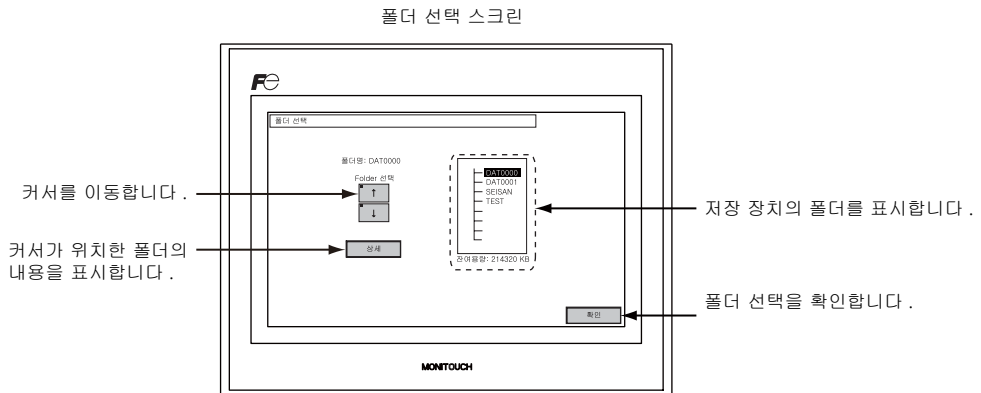 폴더 선택 스크린
Fe
폴더 선택
폴더명: DAT0000
Folder 선택
↑
↓
상세
DAT0000
DAT0001
SEISAN
TEST
잔여용량: 214320 KB
확인
커서를 이동합니다 .
커서가 위치한 폴더의
내용을 표시합니다 .
저장 장치의 폴더를 표시합니다 .
폴더 선택을 확인합니다 .
MONITOUCH